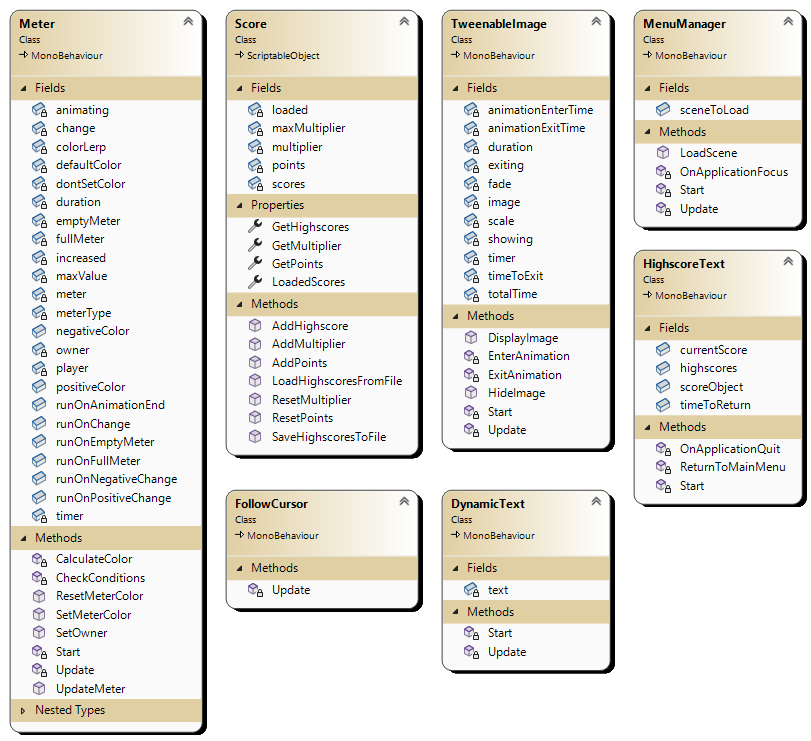 Meter
Class
MonoBehaviour
Fields
animating
change
colorLerp
defaultColor
dontSetColor
duration
emptyMeter
fullMeter
increased
maxValue
meter
meterType
negativeColor
owner
player
positiveColor
runOnAnimationEnd
runOnChange
runOnEmptyMeter
runOnFullMeter
runOnNegativeChange
runOnPositiveChange
timer
Methods
CalculateColor
CheckConditions
ResetMeterColor
SetMeterColor
SetOwner
Start
Update
UpdateMeter
Nested Types
Score
Class
ScriptableObject
Fields
loaded
maxMultiplier
multiplier
points
scores
Properties
GetHighscores
GetMultiplier
GetPoints
LoadedScores
Methods
AddHighscore
AddMultiplier
AddPoints
LoadHighscoresFromFile
ResetMultiplier
ResetPoints
SaveHighscoresToFile
FollowCursor
Class
MonoBehaviour
Methods
Update
TweenableImage
Class
MonoBehaviour
Fields
animationEnterTime
animationExitTime
duration
exiting
fade
image
scale
showing
timer
timeToExit
totalTime
Methods
DisplayImage
EnterAnimation
ExitAnimation
HideImage
Start
Update
DynamicText
Class
MonoBehaviour
Fields
text
Methods
Start
Update
MenuManager
Class
MonoBehaviour
Fields
sceneToLoad
Methods
LoadScene
OnApplicationFocus
Start
Update
HighscoreText
Class
MonoBehaviour
Fields
currentScore
highscores
scoreObject
timeToReturn
Methods
OnApplicationQuit
ReturnToMainMenu
Start